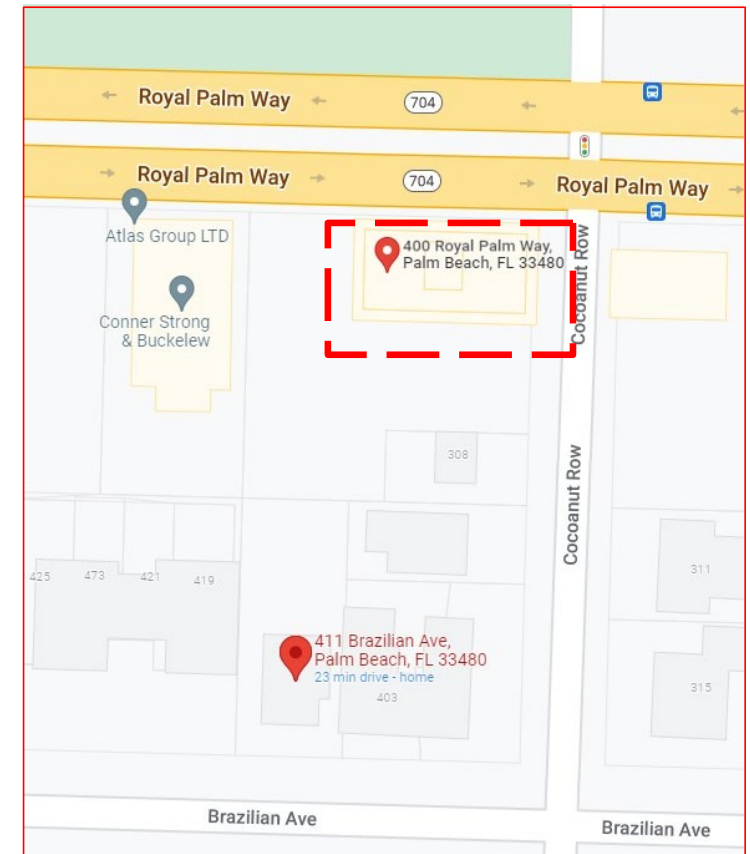 Royal Palm Way
704
Royal Palm Way
704
Royal Palm Way
Atlas Group LTD
400 Royal Palm Way,
Palm Beach, FL 33480
Cocoanut Row
Conner Strong
& Buckelew
308
Cocoanut Row
425
473
421
419
311
411 Brazilian Ave,
Palm Beach, FL 33480
23 min drive - home
403
315
Brazilian Ave
Brazilian Ave